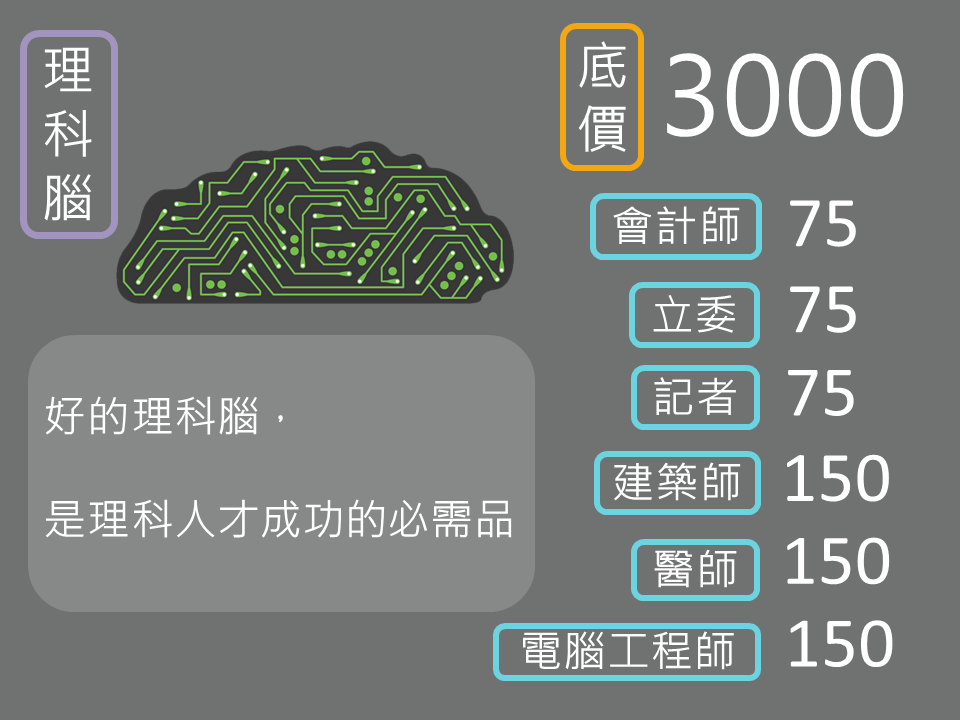 理科腦
底價 3000
會計師 75
立委 75
記者 75
建築師 150
醫師 150
電腦工程師 150
好的理科腦，
是理科人才成功的必需品